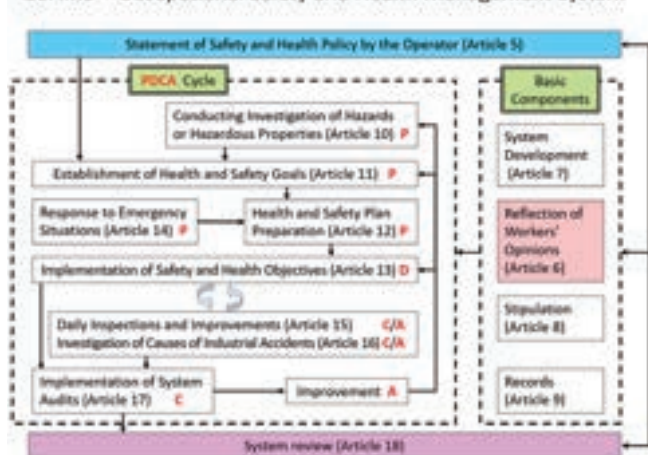 Statement of Safety and Health Policy by the Operator (Article 5)
PDCA Cycle
Conducting Investigation of Hazards
or Hazardous Properties (Article 10) P
Establishment of Health and Safety Goals (Article 11) P
Response to Emergency
Situations (Article 14) P
Health and Safety Plan
Preparation (Article 12) P
Implementation of Safety and Health Objectives (Article 13) D
Daily Inspections and Improvements (Article 15) C/A
Investigation of Causes of Industrial Accidents (Article 16) C/A
Implementation of System
Audits (Article 17) C
Improvement A
Basic
Components
System
Development
(Article 7)
Reflection of
Workers'
Opinions
(Article 6)
Stipulation
(Article 8)
Records
(Article 9)
System review (Article 18)